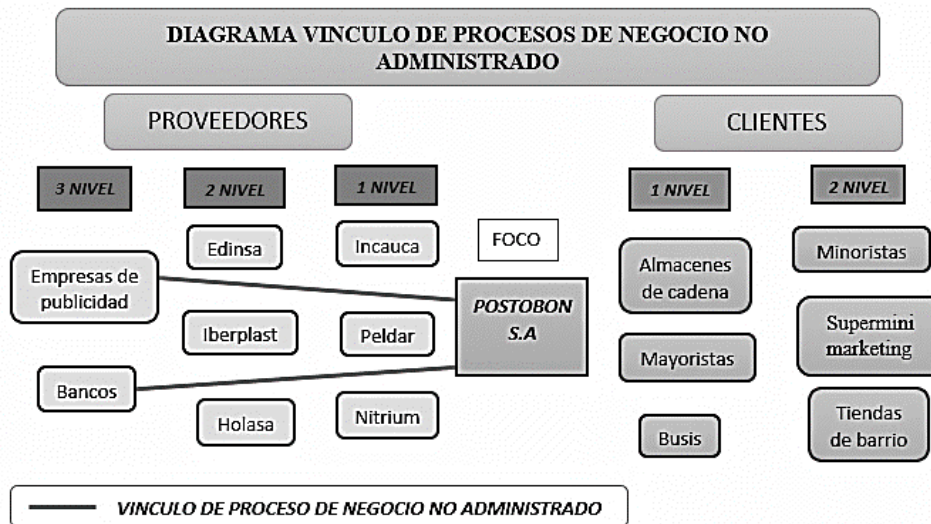 DIAGRAMA VINCULO DE PROCESOS DE NEGOCIO NO
ADMINISTRADO
PROVEEDORES
CLIENTES
3 NIVEL
2 NIVEL
1 NIVEL
1 NIVEL
2 NIVEL
Empresas de
publicidad
Bancos
Edinsa
Iberplast
Holasa
Incauca
Peldar
Nitrium
FOCO
POSTOBON
S.A
Almacenes
de cadena
Mayoristas
Busis
Minoristas
Supermini
marketing
Tiendas
de barrio
VINCULO DE PROCESO DE NEGOCIO NO ADMINISTRADO